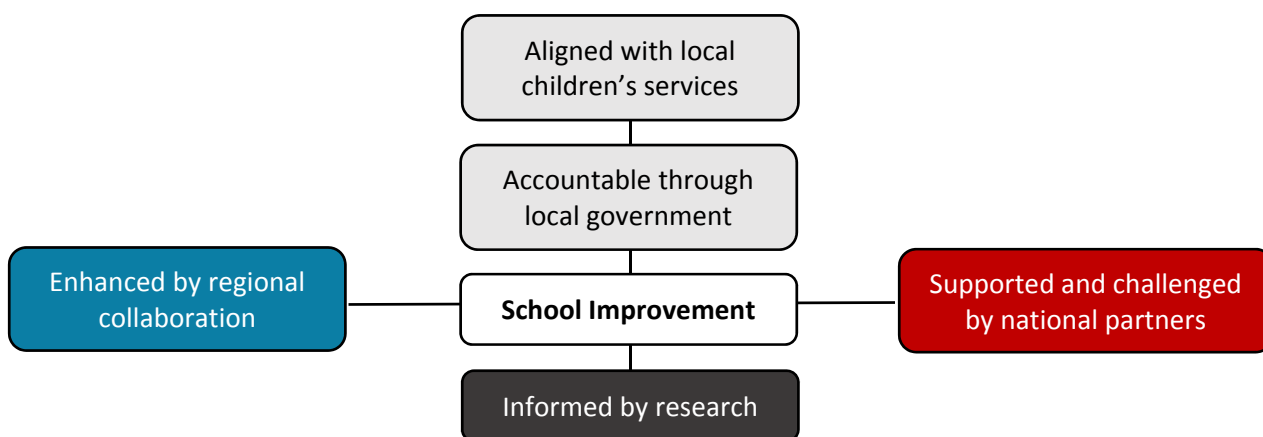 Aligned with local
children’s services
Accountable through
local government
Enhanced by regional
collaboration
School Improvement
Supported and challenged
by national partners
Informed by research